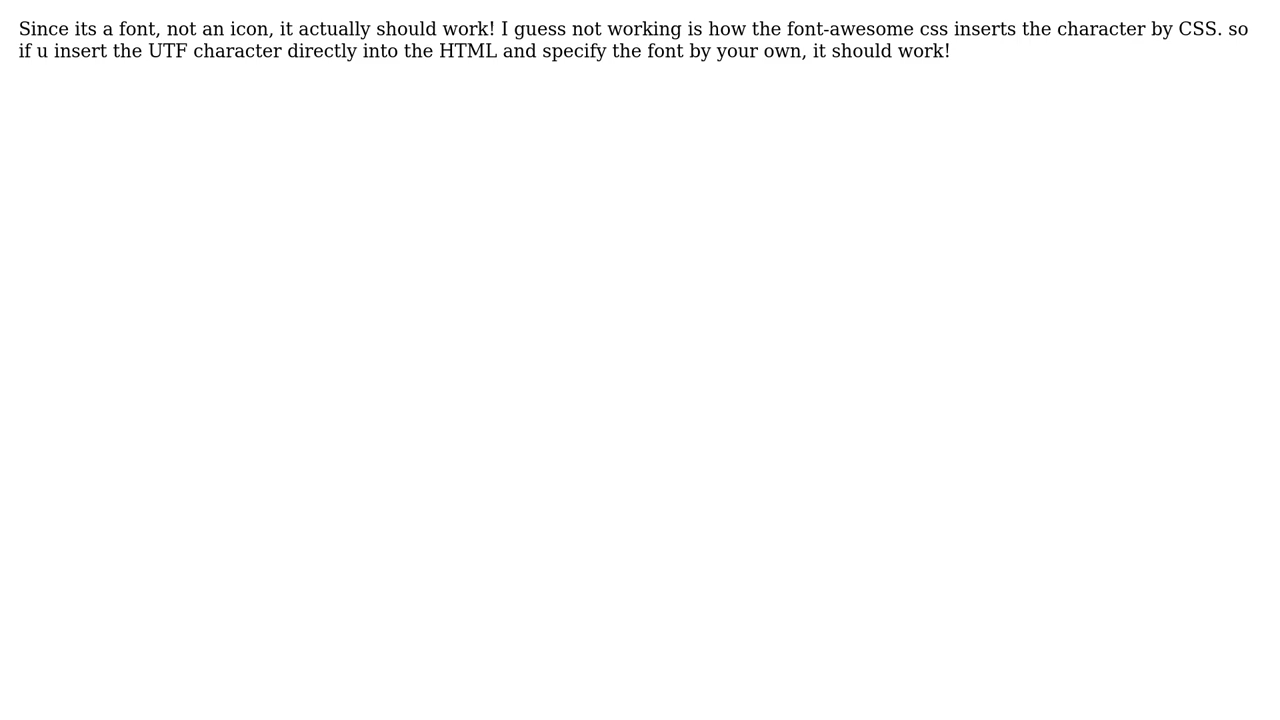 Since its a font, not an icon, it actually should work! I guess not working is how the font-awesome css inserts the character by CSS. so
if u insert the UTF character directly into the HTML and specify the font by your own, it should work!